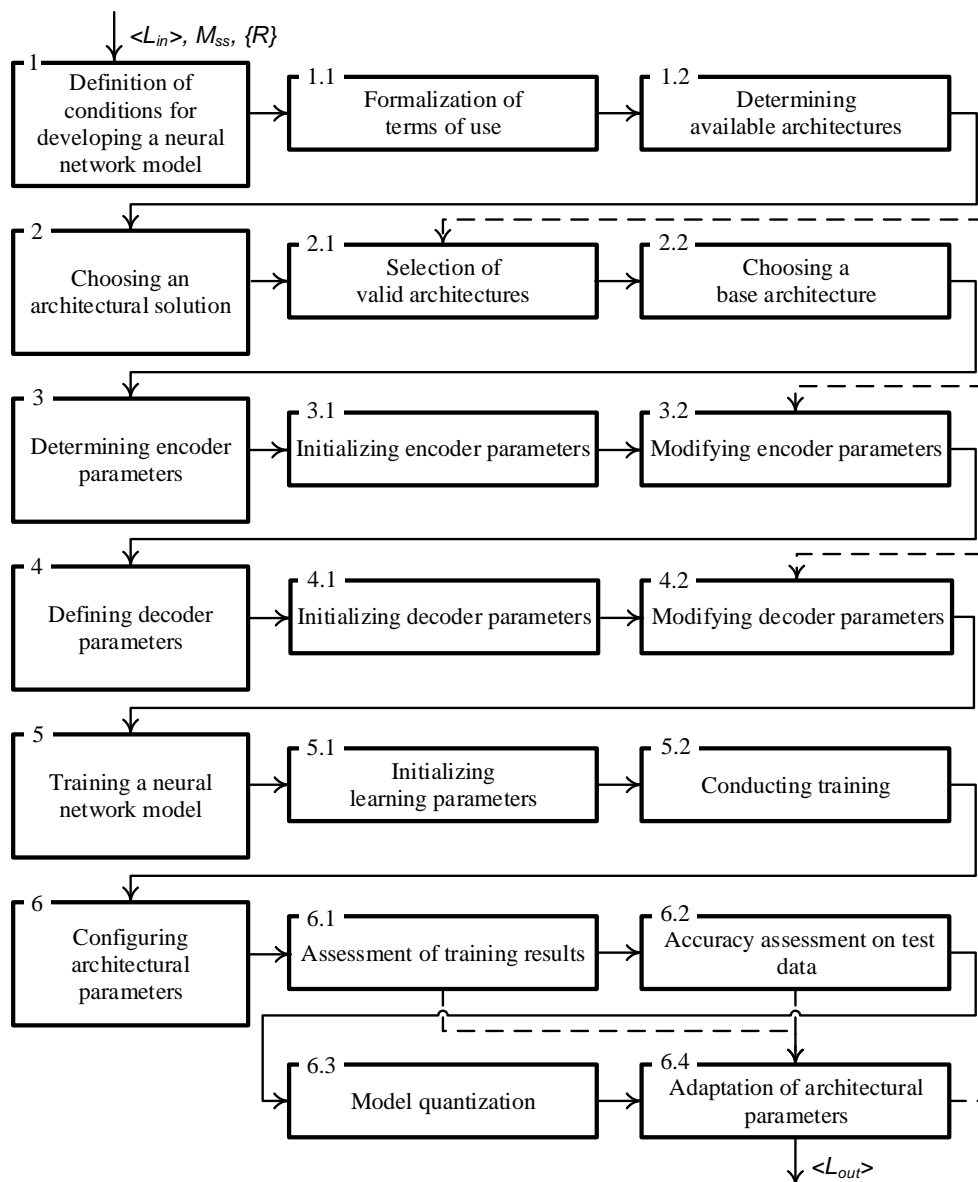 <L_in>, M_ss, {R}
1
Definition of
conditions for
developing a neural
network model
1.1
Formalization of
terms of use
1.2
Determining
available architectures
2
Choosing an
architectural solution
2.1
Selection of
valid architectures
2.2
Choosing a
base architecture
3
Determining encoder
parameters
3.1
Initializing encoder parameters
3.2
Modifying encoder parameters
4
Defining decoder
parameters
4.1
Initializing decoder parameters
4.2
Modifying decoder parameters
5
Training a neural
network model
5.1
Initializing
learning parameters
5.2
Conducting training
6
Configuring
architectural
parameters
6.1
Assessment of training results
6.2
Accuracy assessment on test
data
6.3
Model quantization
6.4
Adaptation of architectural
parameters
<L_out>